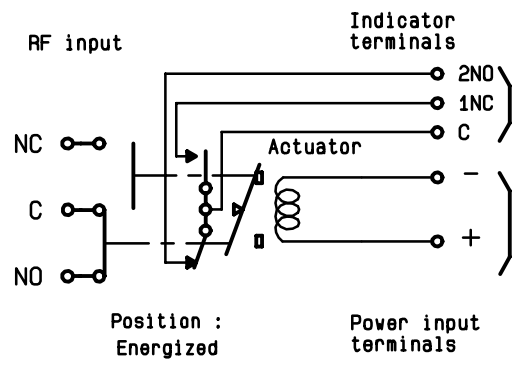 Indicator
terminals
RF input
2NO
1NC
C
NC
Actuator
−
C
+
NO
Position :
Energized
Power input
terminals